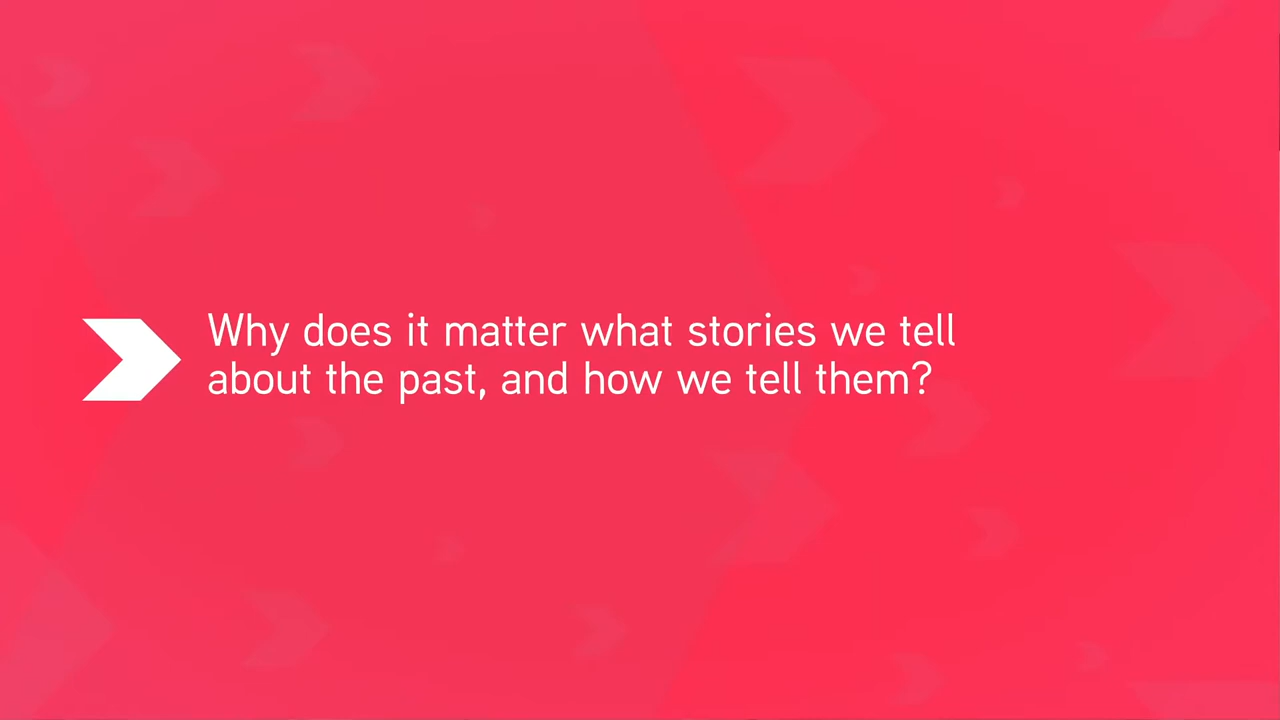 Why does it matter what stories we tell
about the past, and how we tell them?